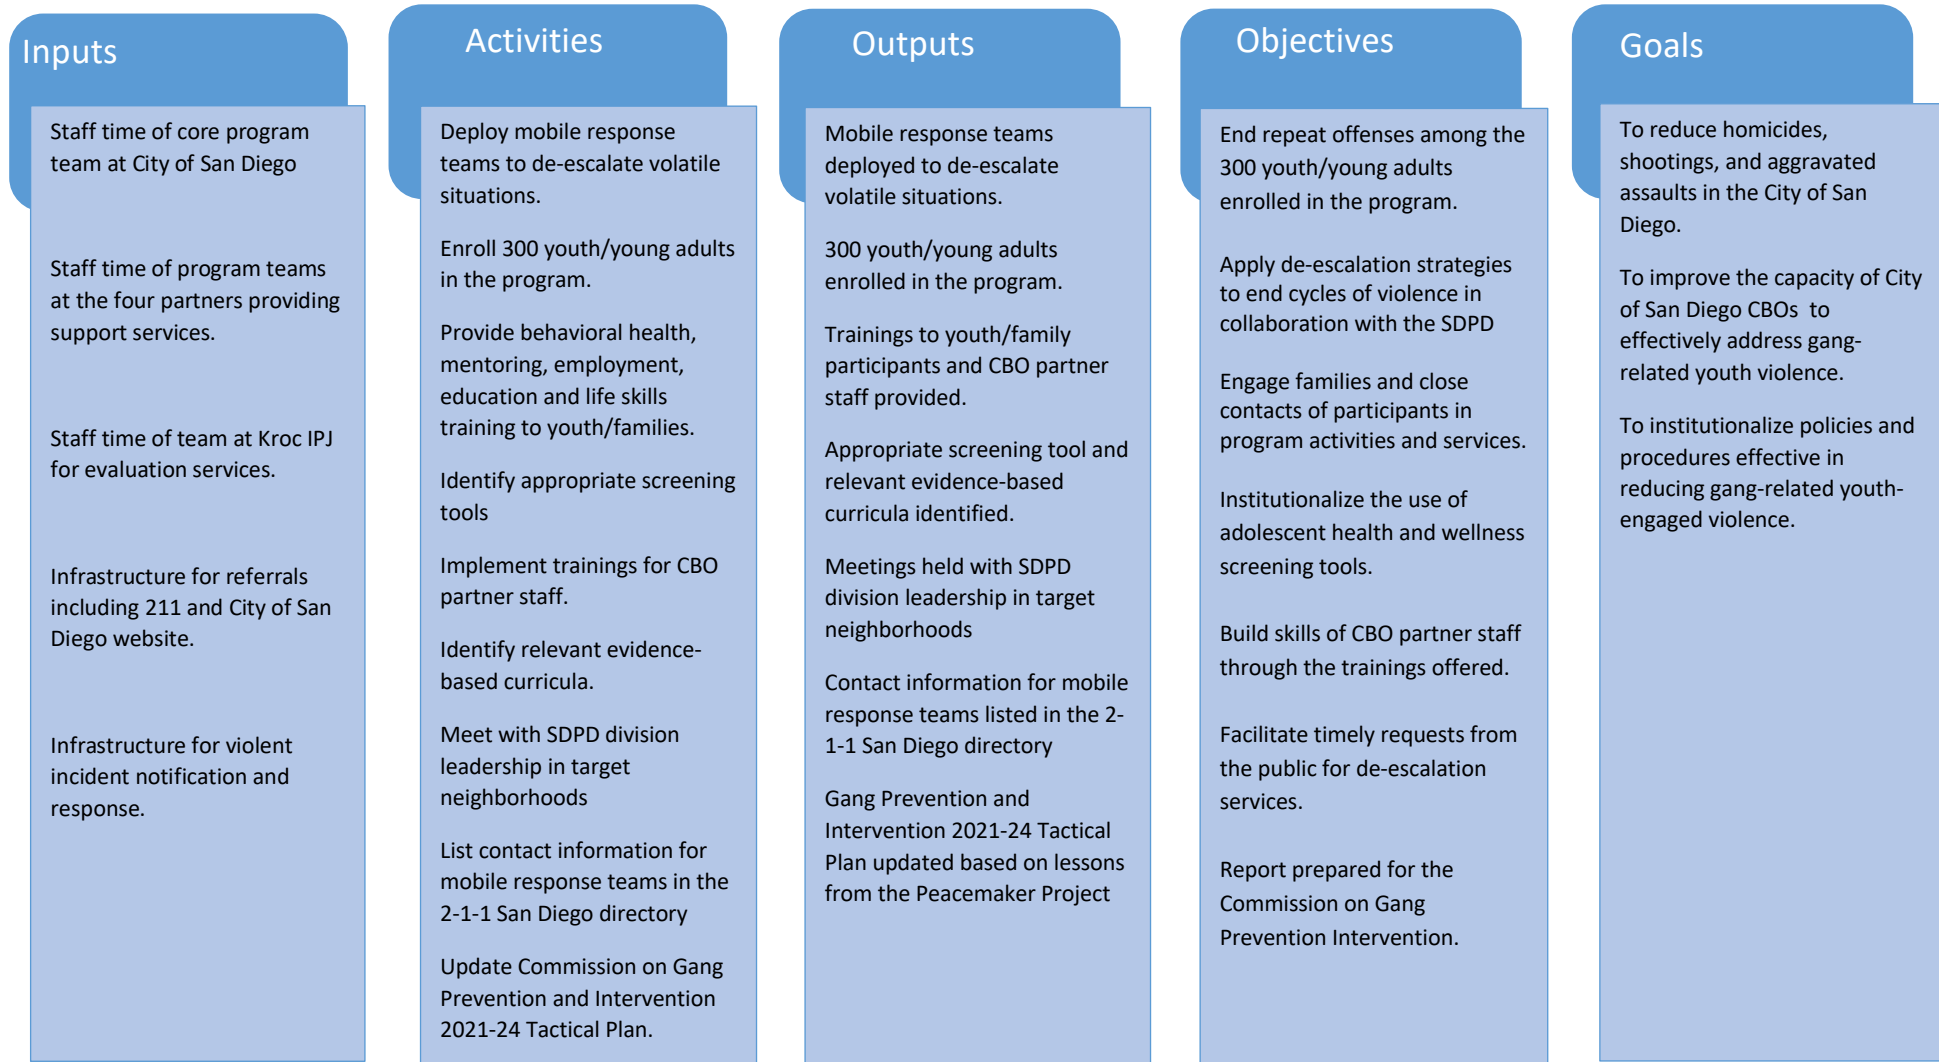 Inputs
Staff time of core program
team at City of San Diego
Staff time of program teams
at the four partners providing
support services.
Staff time of team at Kroc IPJ
for evaluation services.
Infrastructure for referrals
including 211 and City of San
Diego website.
Infrastructure for violent
incident notification and
response.
Activities
Deploy mobile response
teams to de-escalate volatile
situations.
Enroll 300 youth/young adults
in the program.
Provide behavioral health,
mentoring, employment,
education and life skills
training to youth/families.
Identify appropriate screening
tools
Implement trainings for CBO
partner staff.
Identify relevant evidence-
based curricula.
Meet with SDPD division
leadership in target
neighborhoods
List contact information for
mobile response teams in the
2-1-1 San Diego directory
Update Commission on Gang
Prevention and Intervention
2021-24 Tactical Plan.
Outputs
Mobile response teams
deployed to de-escalate
volatile situations.
300 youth/young adults
enrolled in the program.
Trainings to youth/family
participants and CBO partner
staff provided.
Appropriate screening tool and
relevant evidence-based
curricula identified.
Meetings held with SDPD
division leadership in target
neighborhoods
Contact information for mobile
response teams listed in the 2-
1-1 San Diego directory
Gang Prevention and
Intervention 2021-24 Tactical
Plan updated based on lessons
from the Peacemaker Project
Objectives
End repeat offenses among the
300 youth/young adults
enrolled in the program.
Apply de-escalation strategies
to end cycles of violence in
collaboration with the SDPD
Engage families and close
contacts of participants in
program activities and services.
Institutionalize the use of
adolescent health and wellness
screening tools.
Build skills of CBO partner staff
through the trainings offered.
Facilitate timely requests from
the public for de-escalation
services.
Report prepared for the
Commission on Gang
Prevention Intervention.
Goals
To reduce homicides,
shootings, and aggravated
assaults in the City of San
Diego.
To improve the capacity of City
of San Diego CBOs  to
effectively address gang-
related youth violence.
To institutionalize policies and
procedures effective in
reducing gang-related youth-
engaged violence.